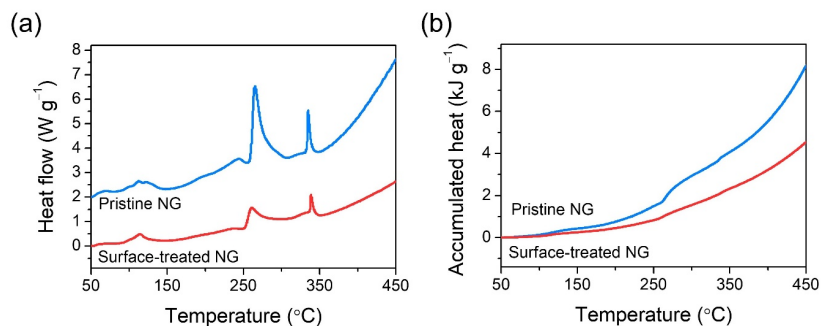 (a)
Heat flow (W g⁻¹)
8
7
6
5
4
3
2
1
0
Pristine NG
Surface-treated NG
50
150
250
350
450
Temperature (°C)
(b)
Accumulated heat (kJ g⁻¹)
8
6
4
2
0
Pristine NG
Surface-treated NG
50
150
250
350
450
Temperature (°C)